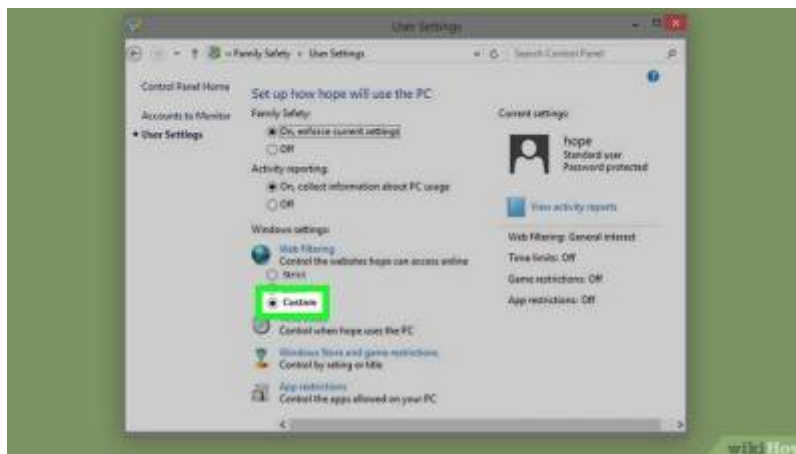 User Settings
Family Safety
User Settings
Search Control Panel
Control Panel Home
Accounts to Monitor
User Settings
Set up how hope will use the PC
Family Safety:
On, enforce current settings
Off
Activity reporting:
On, collect information about PC usage
Off
Windows settings:
Web filtering
Control the websites hope can access online
Strict
Custom
Control when hope uses the PC
Windows Store and game restrictions
Control by rating or title
App restrictions
Control the apps allowed on your PC
Current settings:
hope
Standard user
Password protected
View activity reports
Web filtering: General interest
Time limits: Off
Game restrictions: Off
App restrictions: Off
wikiHow